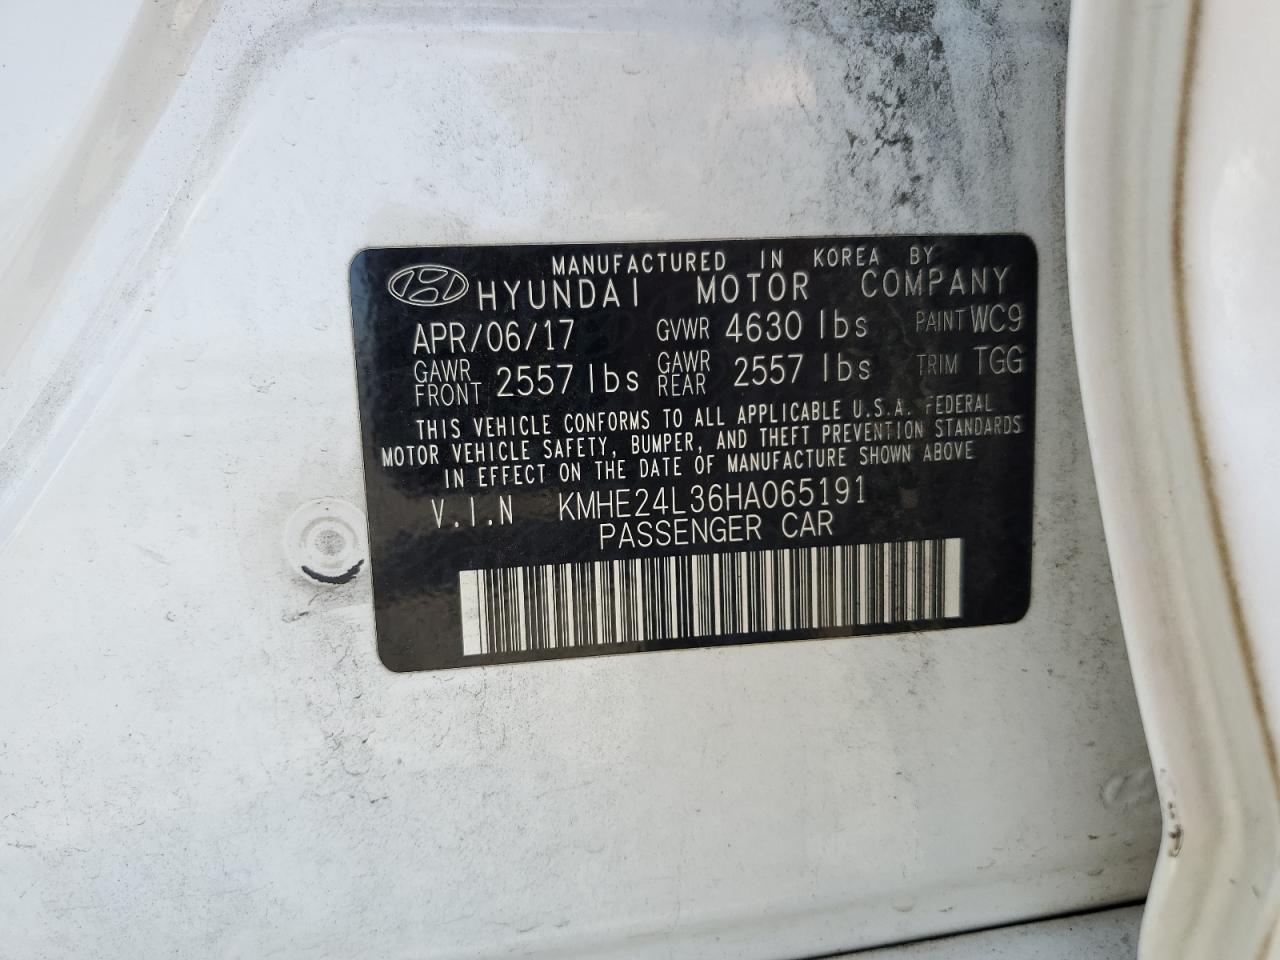 MANUFACTURED IN KOREA BY
HYUNDAI MOTOR COMPANY
APR/06/17 GVWR 4630 lbs PAINT WC9
GAWR FRONT 2557 lbs GAWR REAR 2557 lbs TRIM TGG
THIS VEHICLE CONFORMS TO ALL APPLICABLE U.S.A. FEDERAL
MOTOR VEHICLE SAFETY, BUMPER, AND THEFT PREVENTION STANDARDS
IN EFFECT ON THE DATE OF MANUFACTURE SHOWN ABOVE
V.I.N KMHE24L36HA065191
PASSENGER CAR